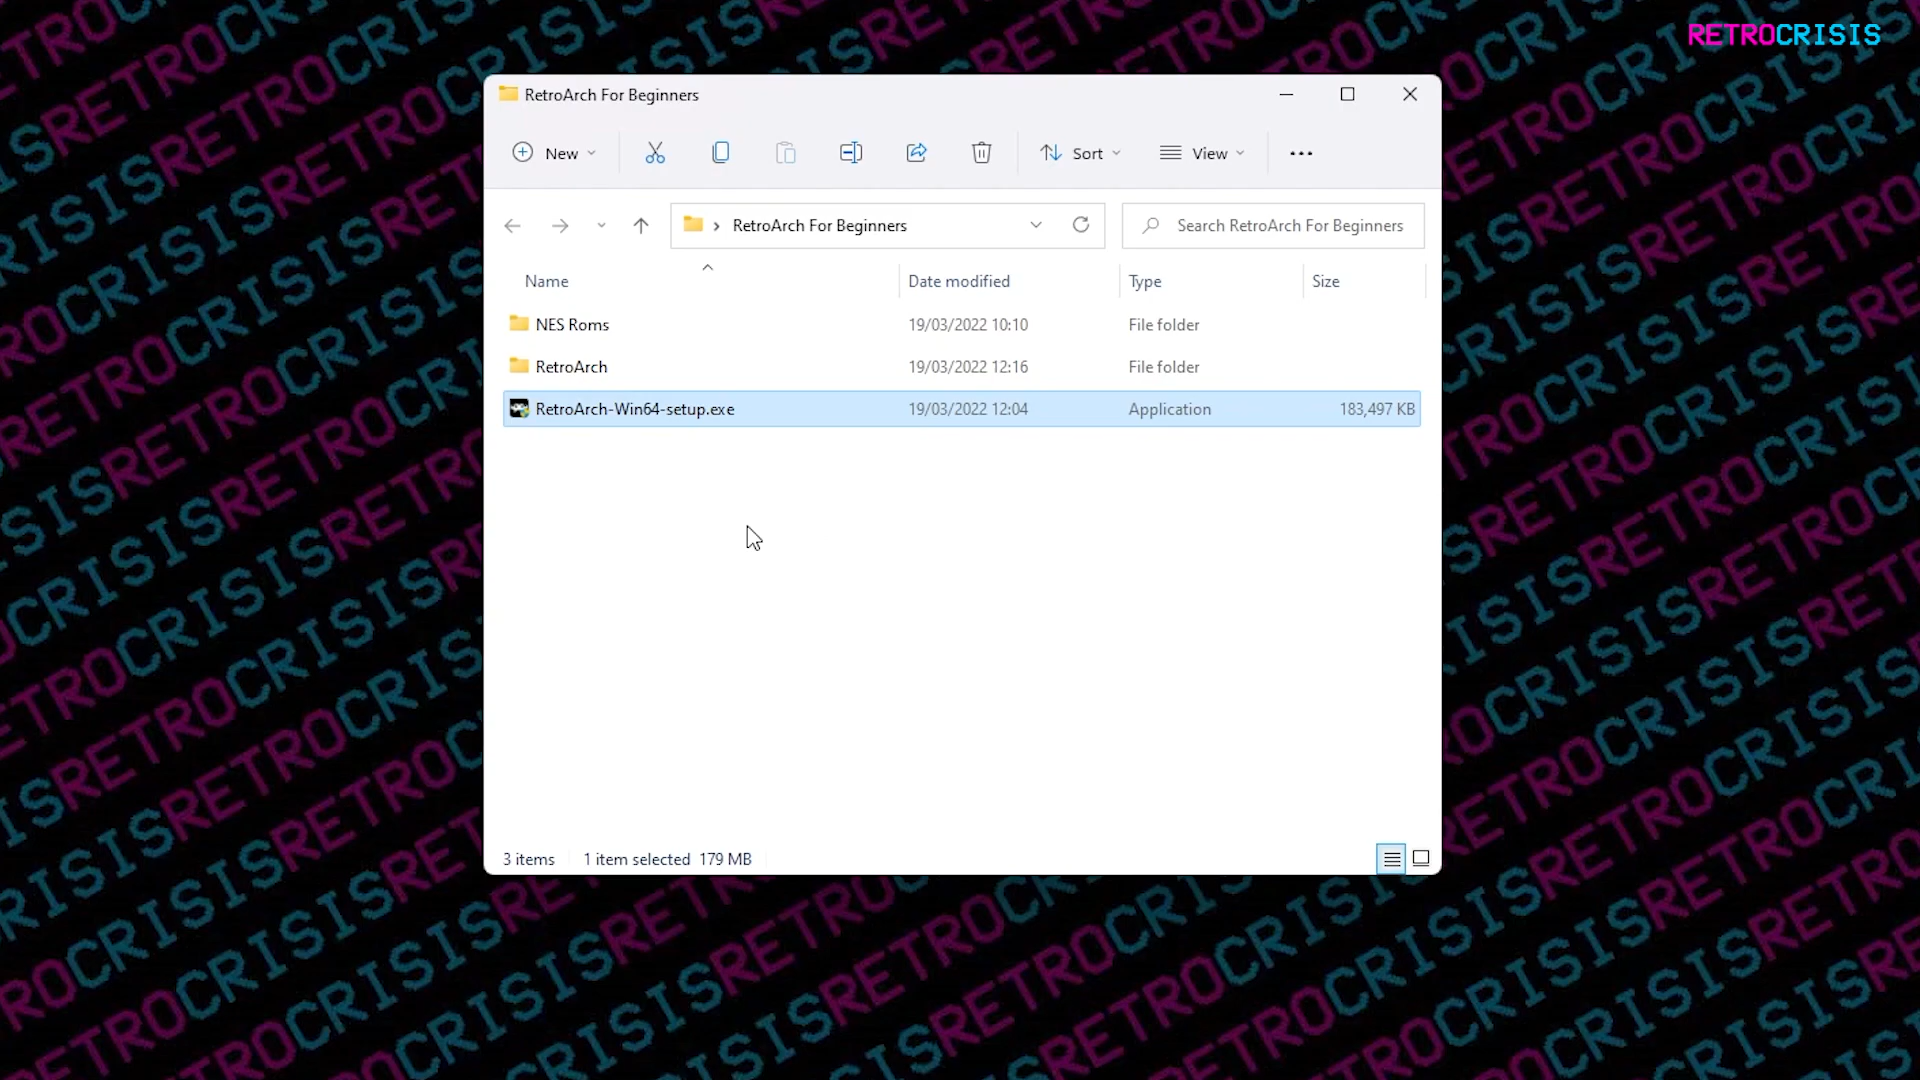 RETROCRISIS
RetroArch For Beginners
New
Sort
View
RetroArch For Beginners
Search RetroArch For Beginners
Name Date modified Type Size
NES Roms 19/03/2022 10:10 File folder
RetroArch 19/03/2022 12:16 File folder
RetroArch-Win64-setup.exe 19/03/2022 12:04 Application 183,497 KB
3 items 1 item selected 179 MB